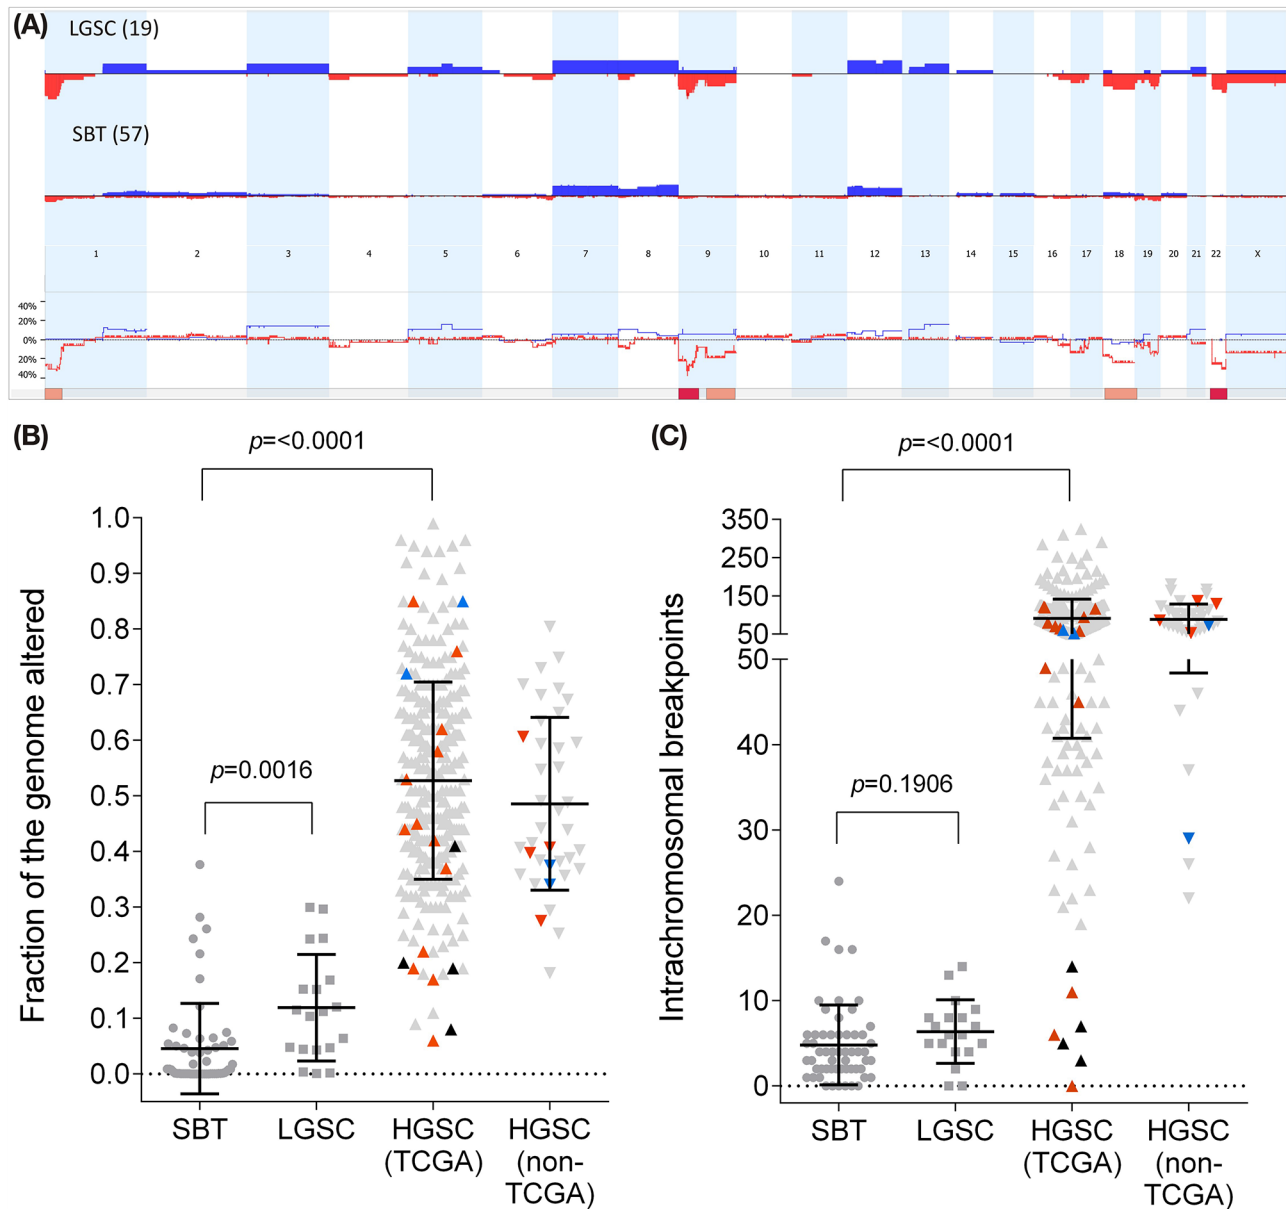 (A)
LGSC (19)
SBT (57)
1 2 3 4 5 6 7 8 9 10 11 12 13 14 15 16 17 18 19 20 21 22 X
40%
20%
0%
20%
40%
(B)
p=<0.0001
p=0.0016
Fraction of the genome altered
1.0
0.9
0.8
0.7
0.6
0.5
0.4
0.3
0.2
0.1
0.0
SBT LGSC HGSC (TCGA) HGSC (non-TCGA)
(C)
p=<0.0001
p=0.1906
Intrachromosomal breakpoints
350
250
150
50
50
40
30
20
10
0
SBT LGSC HGSC (TCGA) HGSC (non-TCGA)